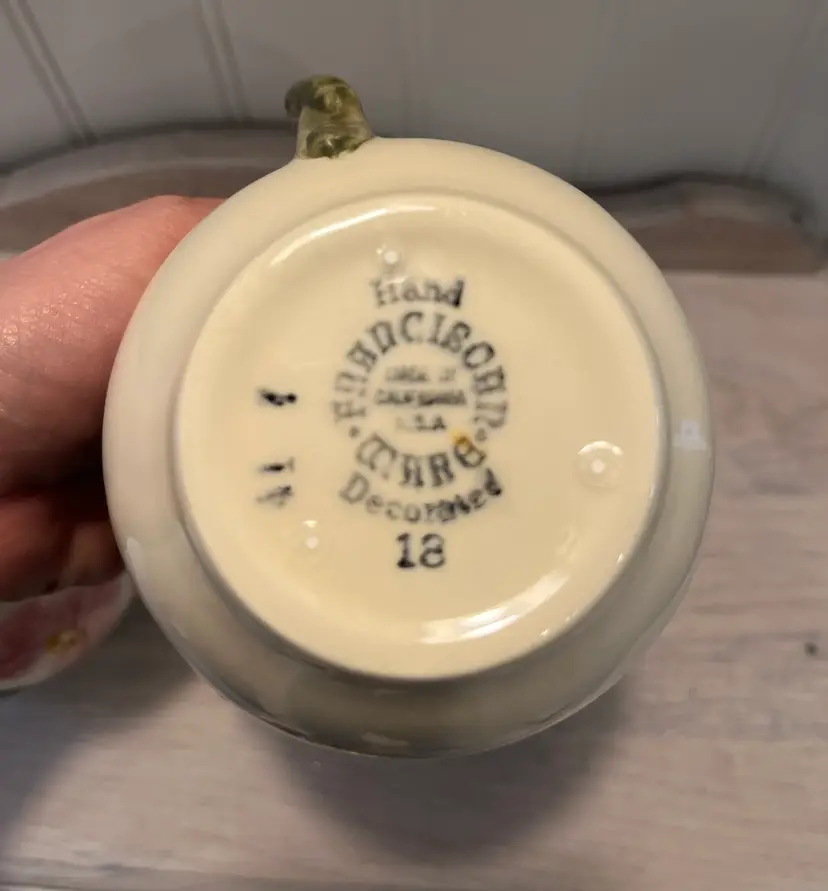 Hand
FRANCISCAN
MADE IN
CALIFORNIA
U.S.A
WARE
Decorated
18